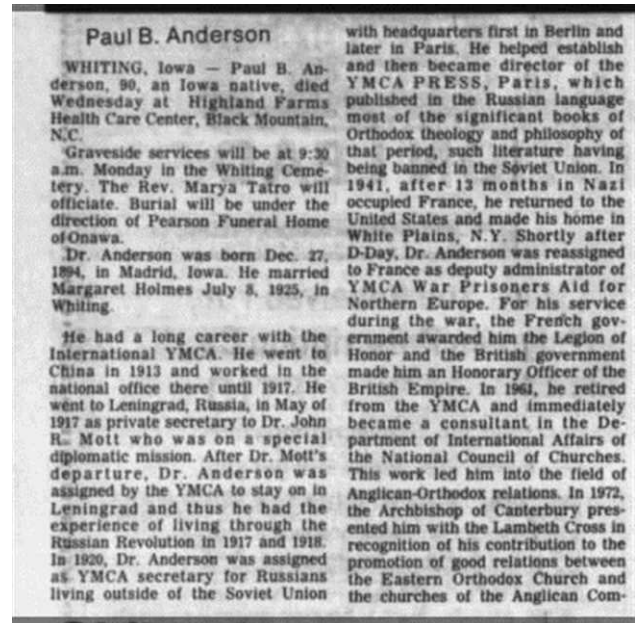 Paul B. Anderson
WHITING, Iowa — Paul B. An-
derson, 90, an Iowa native, died
Wednesday at Highland Farms
Health Care Center, Black Mountain,
N.C.
Graveside services will be at 9:30
a.m. Monday in the Whiting Ceme-
tery. The Rev. Marya Tatro will
officiate. Burial will be under the
direction of Pearson Funeral Home
of Onawa.
Dr. Anderson was born Dec. 27,
1894, in Madrid, Iowa. He married
Margaret Holmes July 8, 1925, in
Whiting.
He had a long career with the
International YMCA. He went to
China in 1913 and worked in the
national office there until 1917. He
went to Leningrad, Russia, in May of
1917 as private secretary to Dr. John
R. Mott who was on a special
diplomatic mission. After Dr. Mott's
departure, Dr. Anderson was
assigned by the YMCA to stay on in
Leningrad and thus he had the
experience of living through the
Russian Revolution in 1917 and 1918.
In 1920, Dr. Anderson was assigned
as YMCA secretary for Russians
living outside of the Soviet Union
with headquarters first in Berlin and
later in Paris. He helped establish
and then became director of the
YMCA PRESS, Paris, which
published in the Russian language
most of the significant books of
Orthodox theology and philosophy of
that period, such literature having
being banned in the Soviet Union. In
1941, after 13 months in Nazi
occupied France, he returned to the
United States and made his home in
White Plains, N.Y. Shortly after
D-Day, Dr. Anderson was reassigned
to France as deputy administrator of
YMCA War Prisoners Aid for
Northern Europe. For his service
during the war, the French gov-
ernment awarded him the Legion of
Honor and the British government
made him an Honorary Officer of the
British Empire. In 1961, he retired
from the YMCA and immediately
became a consultant in the De-
partment of International Affairs of
the National Council of Churches.
This work led him into the field of
Anglican-Orthodox relations. In 1972,
the Archbishop of Canterbury pres-
ented him with the Lambeth Cross in
recognition of his contribution to the
promotion of good relations between
the Eastern Orthodox Church and
the churches of the Anglican Com-